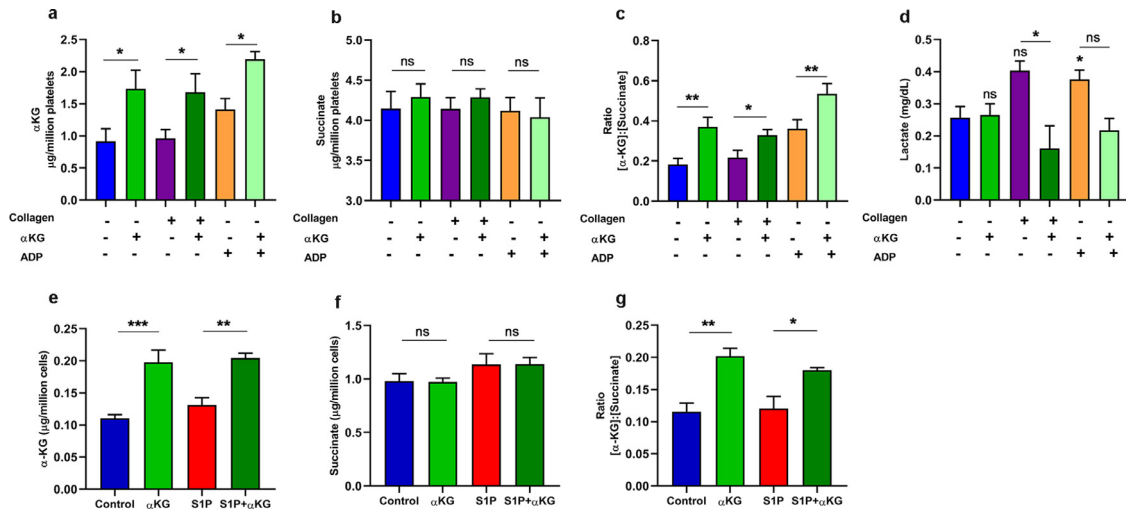 a
*
*
*
2.5
2.0
1.5
1.0
0.5
0.0
αKG
µg/million platelets
Collagen - - + + - -
αKG - + - + - +
ADP - - - - + +
b
ns
ns
ns
5.0
4.5
4.0
3.5
3.0
Succinate
µg/million platelets
Collagen - - + + - -
αKG - + - + - +
ADP - - - - + +
c
**
*
**
0.8
0.6
0.4
0.2
0.0
Ratio
[α-KG]:[Succinate]
Collagen - - + + - -
αKG - + - + - +
ADP - - - - + +
d
ns
ns
*
*
ns
0.5
0.4
0.3
0.2
0.1
0.0
Lactate (mg/dL)
Collagen - - + + - -
αKG - + - + - +
ADP - - - - + +
e
***
**
0.25
0.20
0.15
0.10
0.05
0.00
α-KG (µg/million cells)
Control αKG S1P S1P+αKG
f
ns
ns
1.5
1.0
0.5
0.0
Succinate (µg/million cells)
Control αKG S1P S1P+αKG
g
**
*
0.25
0.20
0.15
0.10
0.05
0.00
Ratio
[α-KG]:[Succinate]
Control αKG S1P S1P+αKG